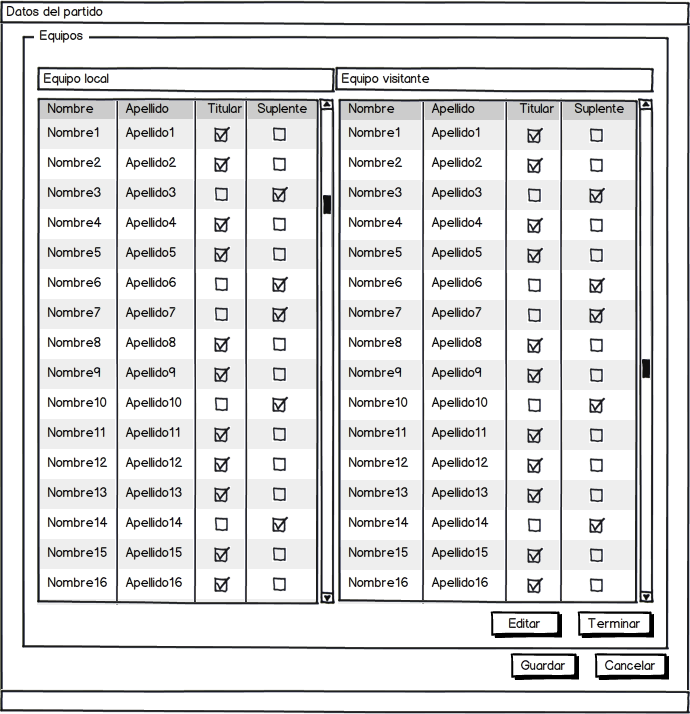 Datos del partido
Equipos
Equipo local Equipo visitante
Nombre Apellido Titular Suplente Nombre Apellido Titular Suplente
Nombre1 Apellido1 Nombre1 Apellido1
Nombre2 Apellido2 Nombre2 Apellido2
Nombre3 Apellido3 Nombre3 Apellido3
Nombre4 Apellido4 Nombre4 Apellido4
Nombre5 Apellido5 Nombre5 Apellido5
Nombre6 Apellido6 Nombre6 Apellido6
Nombre7 Apellido7 Nombre7 Apellido7
Nombre8 Apellido8 Nombre8 Apellido8
Nombre9 Apellido9 Nombre9 Apellido9
Nombre10 Apellido10 Nombre10 Apellido10
Nombre11 Apellido11 Nombre11 Apellido11
Nombre12 Apellido12 Nombre12 Apellido12
Nombre13 Apellido13 Nombre13 Apellido13
Nombre14 Apellido14 Nombre14 Apellido14
Nombre15 Apellido15 Nombre15 Apellido15
Nombre16 Apellido16 Nombre16 Apellido16
Editar Terminar
Guardar Cancelar